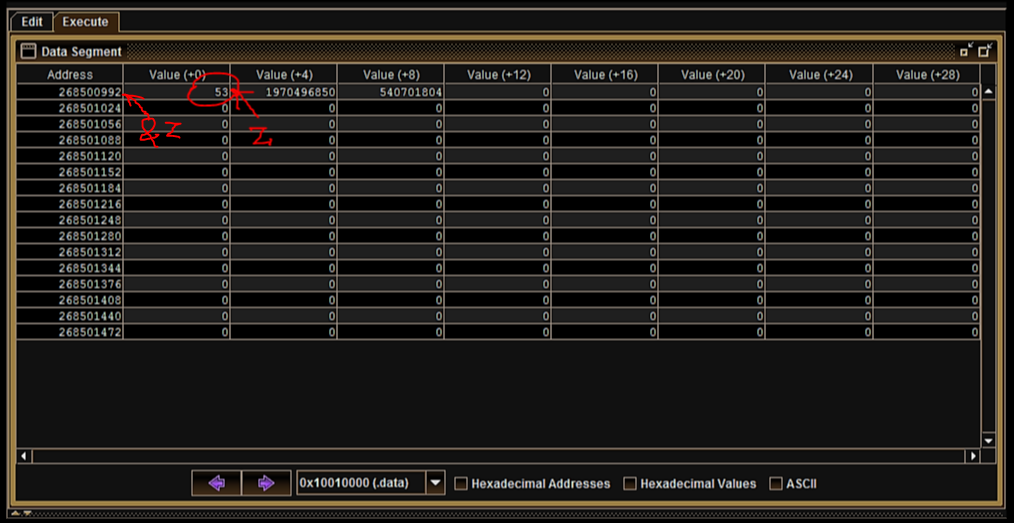 Edit Execute
Data Segment
Address Value (+0) Value (+4) Value (+8) Value (+12) Value (+16) Value (+20) Value (+24) Value (+28)
268500992 53 1970496850 540701804 0 0 0 0 0
268501024 0 0 0 0 0 0 0 0
268501056 0 0 0 0 0 0 0 0
268501088 0 0 0 0 0 0 0 0
268501120 0 0 0 0 0 0 0 0
268501152 0 0 0 0 0 0 0 0
268501184 0 0 0 0 0 0 0 0
268501216 0 0 0 0 0 0 0 0
268501248 0 0 0 0 0 0 0 0
268501280 0 0 0 0 0 0 0 0
268501312 0 0 0 0 0 0 0 0
268501344 0 0 0 0 0 0 0 0
268501376 0 0 0 0 0 0 0 0
268501408 0 0 0 0 0 0 0 0
268501440 0 0 0 0 0 0 0 0
268501472 0 0 0 0 0 0 0 0
&z
z
0x10010000 (.data) Hexadecimal Addresses Hexadecimal Values ASCII